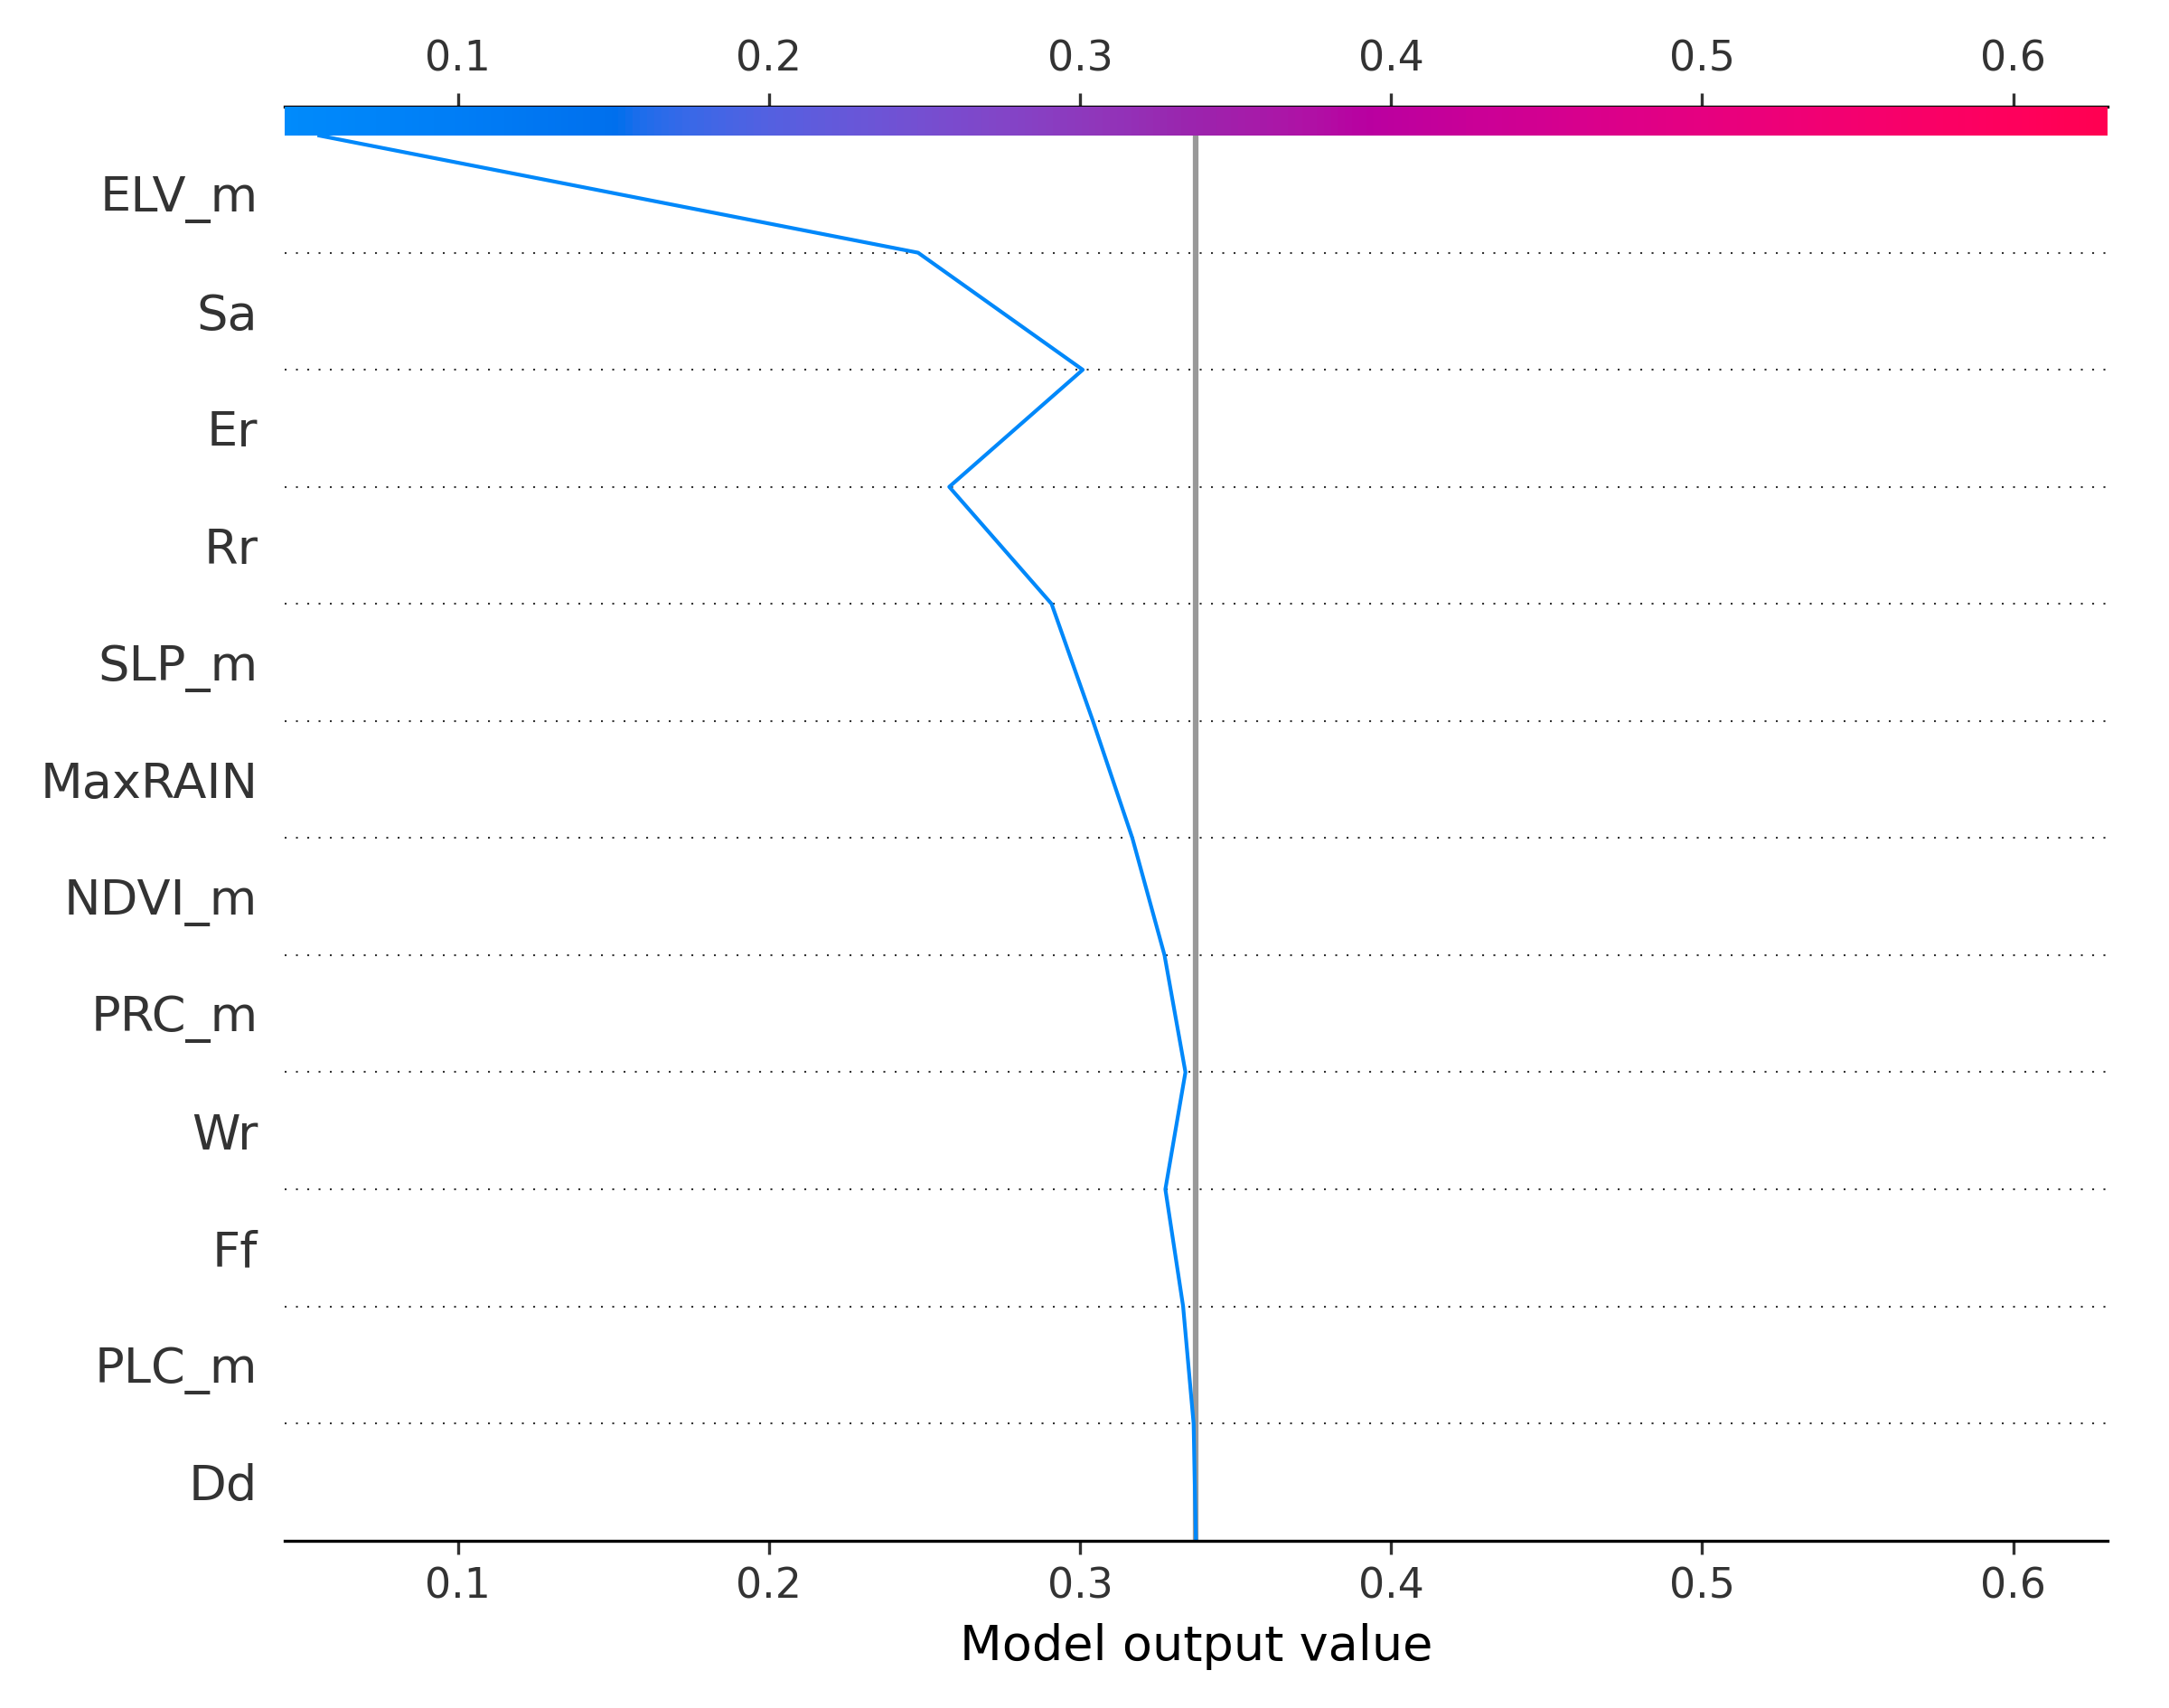 0.1 0.2 0.3 0.4 0.5 0.6
ELV_m
Sa
Er
Rr
SLP_m
MaxRAIN
NDVI_m
PRC_m
Wr
Ff
PLC_m
Dd
0.1 0.2 0.3 0.4 0.5 0.6
Model output value